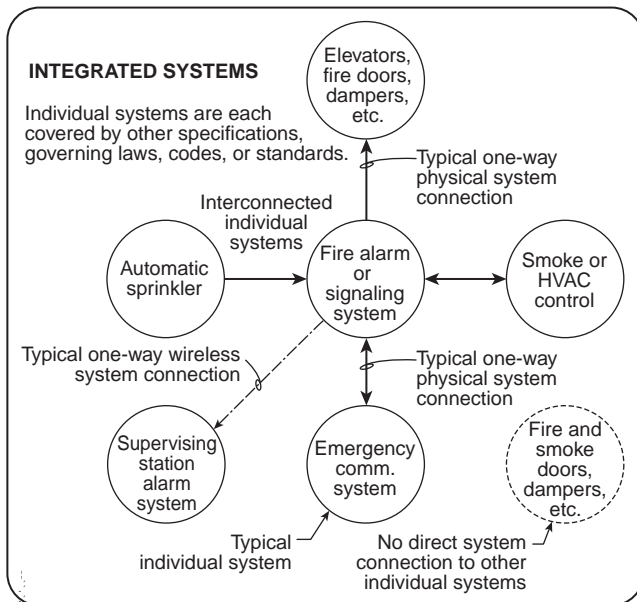 INTEGRATED SYSTEMS
Individual systems are each
covered by other specifications,
governing laws, codes, or standards.
Elevators,
fire doors,
dampers,
etc.
Typical one-way
physical system
connection
Interconnected
individual
systems
Automatic
sprinkler
Fire alarm
or
signaling
system
Smoke or
HVAC
control
Typical one-way wireless
system connection
Typical one-way
physical system
connection
Supervising
station
alarm
system
Emergency
comm.
system
Fire and
smoke
doors,
dampers,
etc.
Typical
individual system
No direct system
connection to other
individual systems